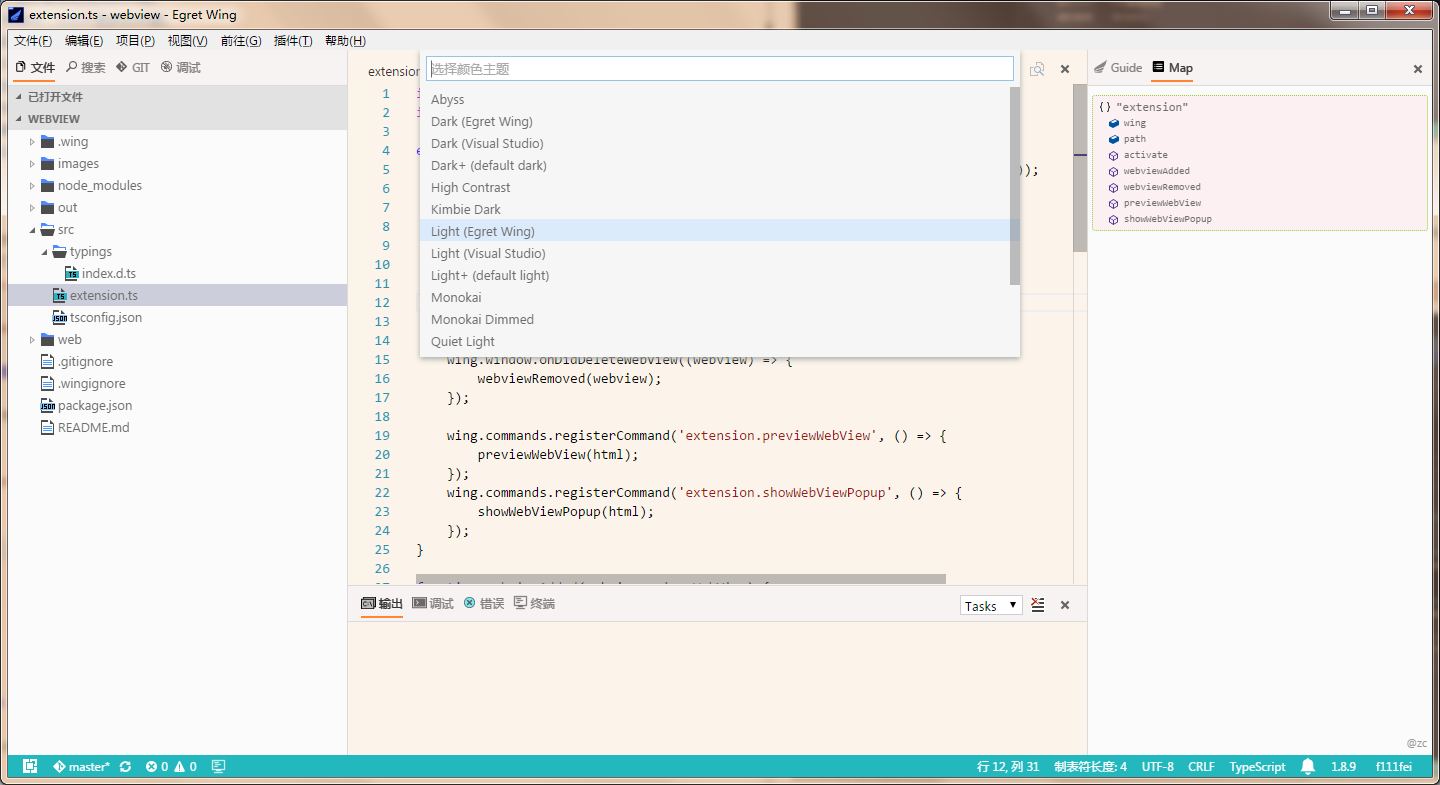 extension.ts - webview - Egret Wing
文件(F) 编辑(E) 项目(P) 视图(V) 前往(G) 插件(T) 帮助(H)
文件 搜索 GIT 调试
已打开文件
WEBVIEW
.wing
images
node_modules
out
src
typings
index.d.ts
extension.ts
tsconfig.json
web
.gitignore
.wingignore
package.json
README.md
extension
选择颜色主题
Abyss
Dark (Egret Wing)
Dark (Visual Studio)
Dark+ (default dark)
High Contrast
Kimbie Dark
Light (Egret Wing)
Light (Visual Studio)
Light+ (default light)
Monokai
Monokai Dimmed
Quiet Light
1
2
3
4
5 ));
6
7
8
9
10
11
12
13
14
15 wing.window.onDidDeleteWebView((webview) => {
16 webviewRemoved(webview);
17 });
18
19 wing.commands.registerCommand('extension.previewWebView', () => {
20 previewWebView(html);
21 });
22 wing.commands.registerCommand('extension.showWebViewPopup', () => {
23 showWebViewPopup(html);
24 });
25 }
26
输出 调试 错误 终端
Tasks
Guide Map
{} "extension"
wing
path
activate
webviewAdded
webviewRemoved
previewWebView
showWebViewPopup
@zc
master* 0 0 行 12, 列 31 制表符长度: 4 UTF-8 CRLF TypeScript 1.8.9 f111fei